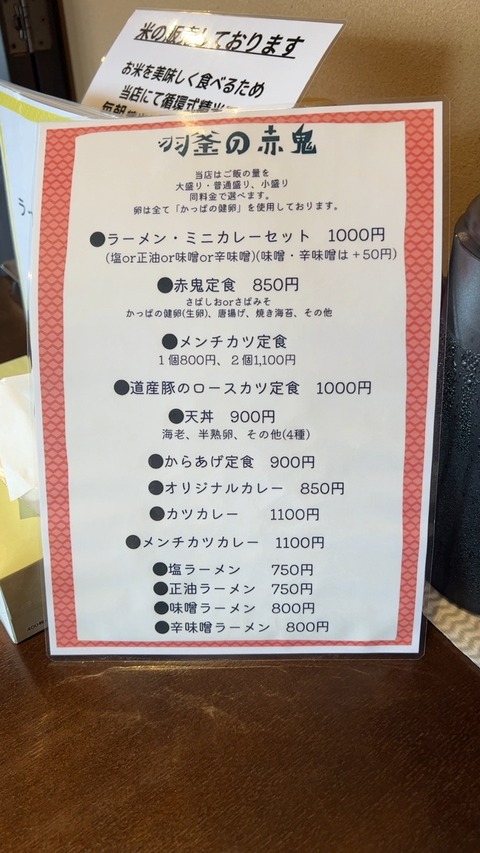 米の販売しております
お米を美味しく食べるため
当店にて循環式精米
毎朝
羽釜の赤鬼
当店はご飯の量を
大盛り・普通盛り、小盛り
同料金で選べます。
卵は全て「かっぱの健卵」を使用しております。
●ラーメン・ミニカレーセット 1000円
(塩or正油or味噌or辛味噌)(味噌・辛味噌は+50円)
●赤鬼定食 850円
さばしおorさばみそ
かっぱの健卵(生卵)、唐揚げ、焼き海苔、その他
●メンチカツ定食
1個800円、2個1,100円
●道産豚のロースカツ定食 1000円
●天丼 900円
海老、半熟卵、その他(4種)
●からあげ定食 900円
●オリジナルカレー 850円
●カツカレー 1100円
●メンチカツカレー 1100円
●塩ラーメン 750円
●正油ラーメン 750円
●味噌ラーメン 800円
●辛味噌ラーメン 800円